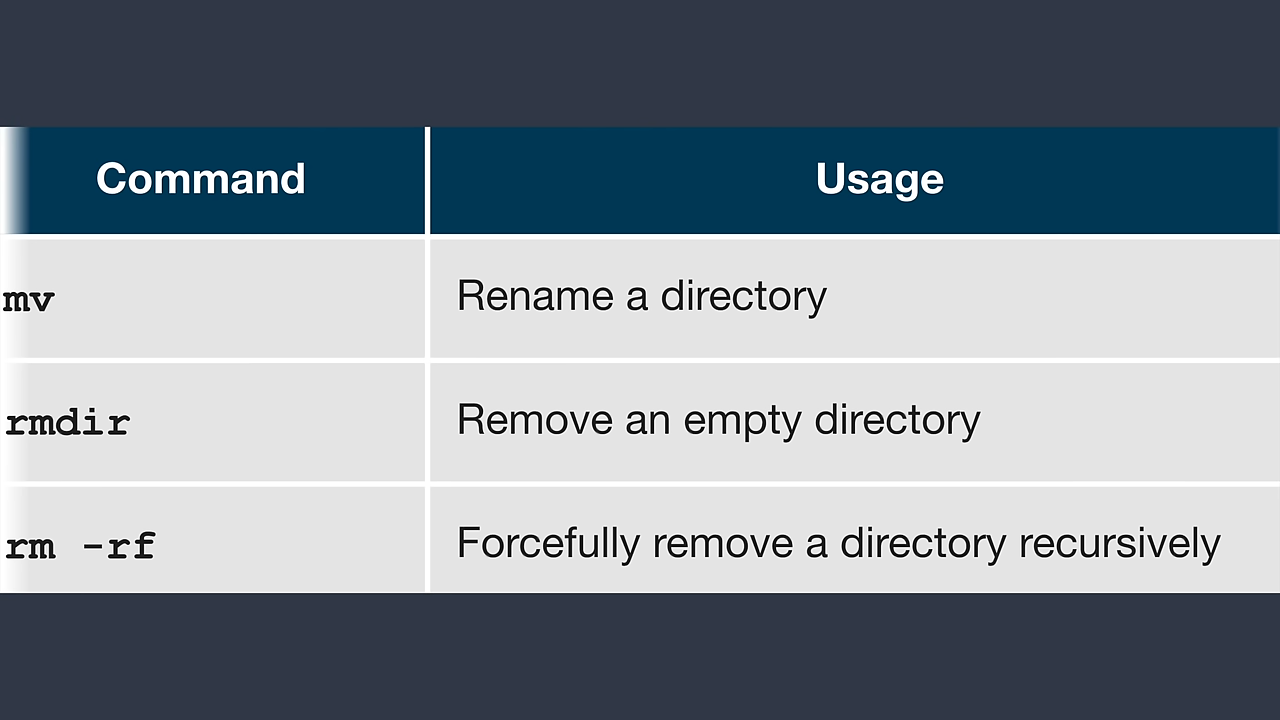 Command Usage
mv Rename a directory
rmdir Remove an empty directory
rm -rf Forcefully remove a directory recursively